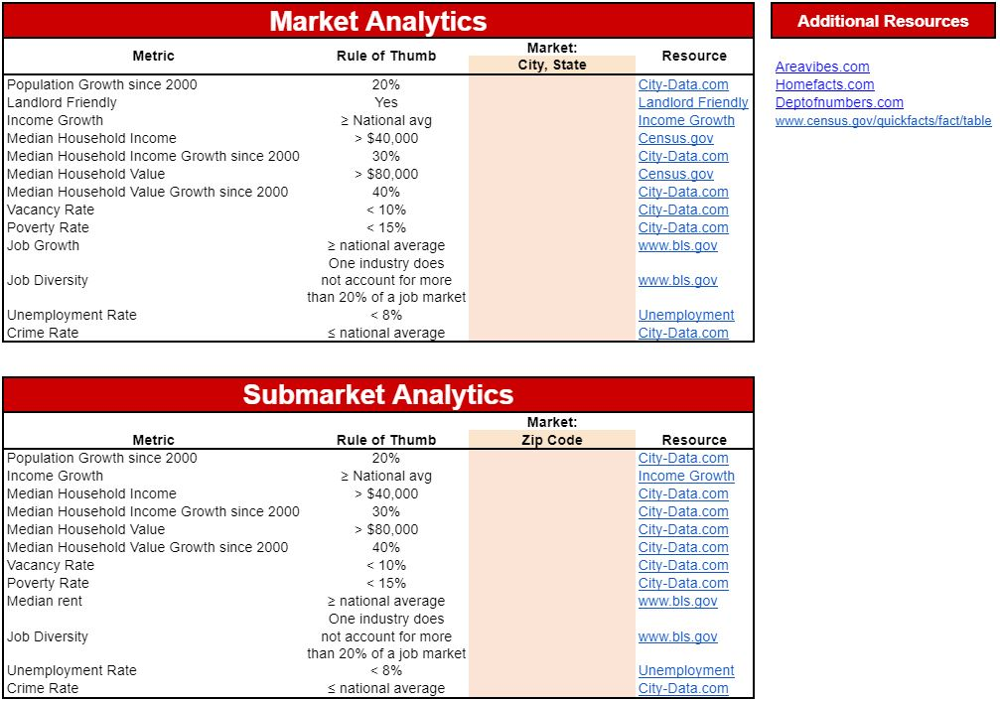 Market Analytics
Additional Resources
Metric Rule of Thumb Market: Resource
City, State
Population Growth since 2000 20% City-Data.com
Landlord Friendly Yes Landlord Friendly
Income Growth ≥ National avg Income Growth
Median Household Income > $40,000 Census.gov
Median Household Income Growth since 2000 30% City-Data.com
Median Household Value > $80,000 Census.gov
Median Household Value Growth since 2000 40% City-Data.com
Vacancy Rate < 10% City-Data.com
Poverty Rate < 15% City-Data.com
Job Growth ≥ national average www.bls.gov
One industry does
Job Diversity not account for more www.bls.gov
than 20% of a job market
Unemployment Rate < 8% Unemployment
Crime Rate ≤ national average City-Data.com
Areavibes.com
Homefacts.com
Deptofnumbers.com
www.census.gov/quickfacts/fact/table
Submarket Analytics
Market:
Metric Rule of Thumb Zip Code Resource
Population Growth since 2000 20% City-Data.com
Income Growth ≥ National avg Income Growth
Median Household Income > $40,000 City-Data.com
Median Household Income Growth since 2000 30% City-Data.com
Median Household Value > $80,000 City-Data.com
Median Household Value Growth since 2000 40% City-Data.com
Vacancy Rate < 10% City-Data.com
Poverty Rate < 15% City-Data.com
Median rent ≥ national average www.bls.gov
One industry does
Job Diversity not account for more www.bls.gov
than 20% of a job market
Unemployment Rate < 8% Unemployment
Crime Rate ≤ national average City-Data.com